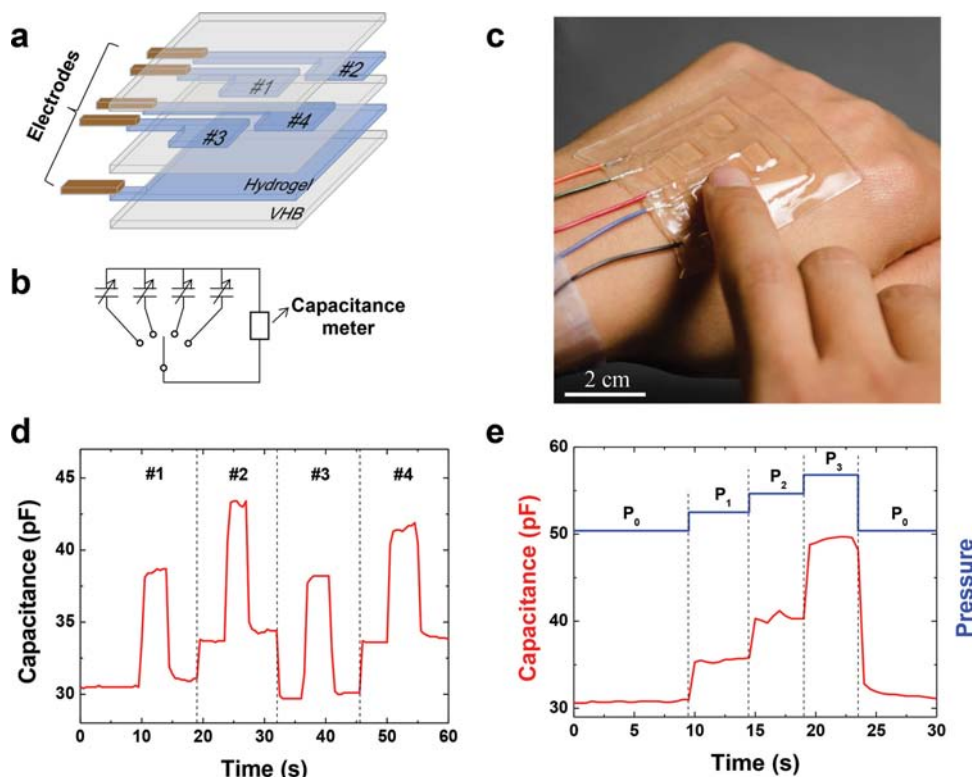 a
Electrodes
#2
#1
#4
#3
Hydrogel
VHB
b
Capacitance
meter
c
2 cm
d
Capacitance (pF)
45
40
35
30
#1 #2 #3 #4
0 10 20 30 40 50 60
Time (s)
e
Capacitance (pF)
60
50
40
30
P0 P1 P2 P3 P0
Pressure
0 5 10 15 20 25 30
Time (s)